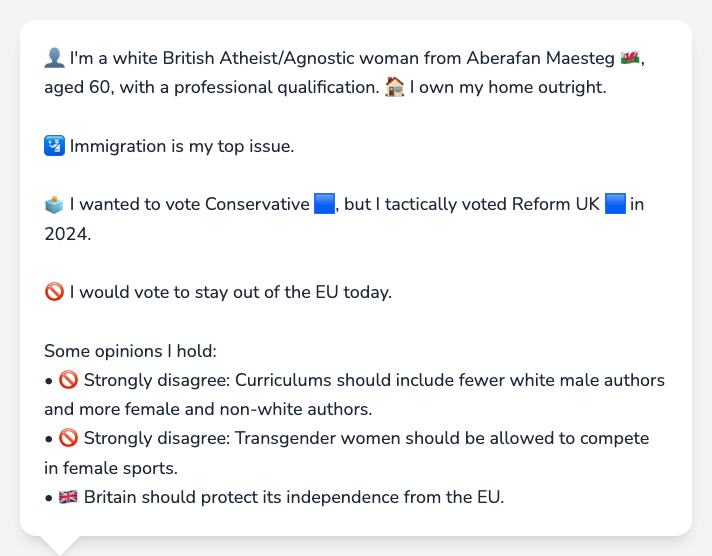 👤 I'm a white British Atheist/Agnostic woman from Aberafan Maesteg 🏴󠁧󠁢󠁷󠁬󠁳󠁿,
aged 60, with a professional qualification. 🏠 I own my home outright.
🛂 Immigration is my top issue.
🗳️ I wanted to vote Conservative 🟦, but I tactically voted Reform UK 🟦 in
2024.
🚫 I would vote to stay out of the EU today.
Some opinions I hold:
• 🚫 Strongly disagree: Curriculums should include fewer white male authors
and more female and non-white authors.
• 🚫 Strongly disagree: Transgender women should be allowed to compete
in female sports.
• 🇬🇧 Britain should protect its independence from the EU.